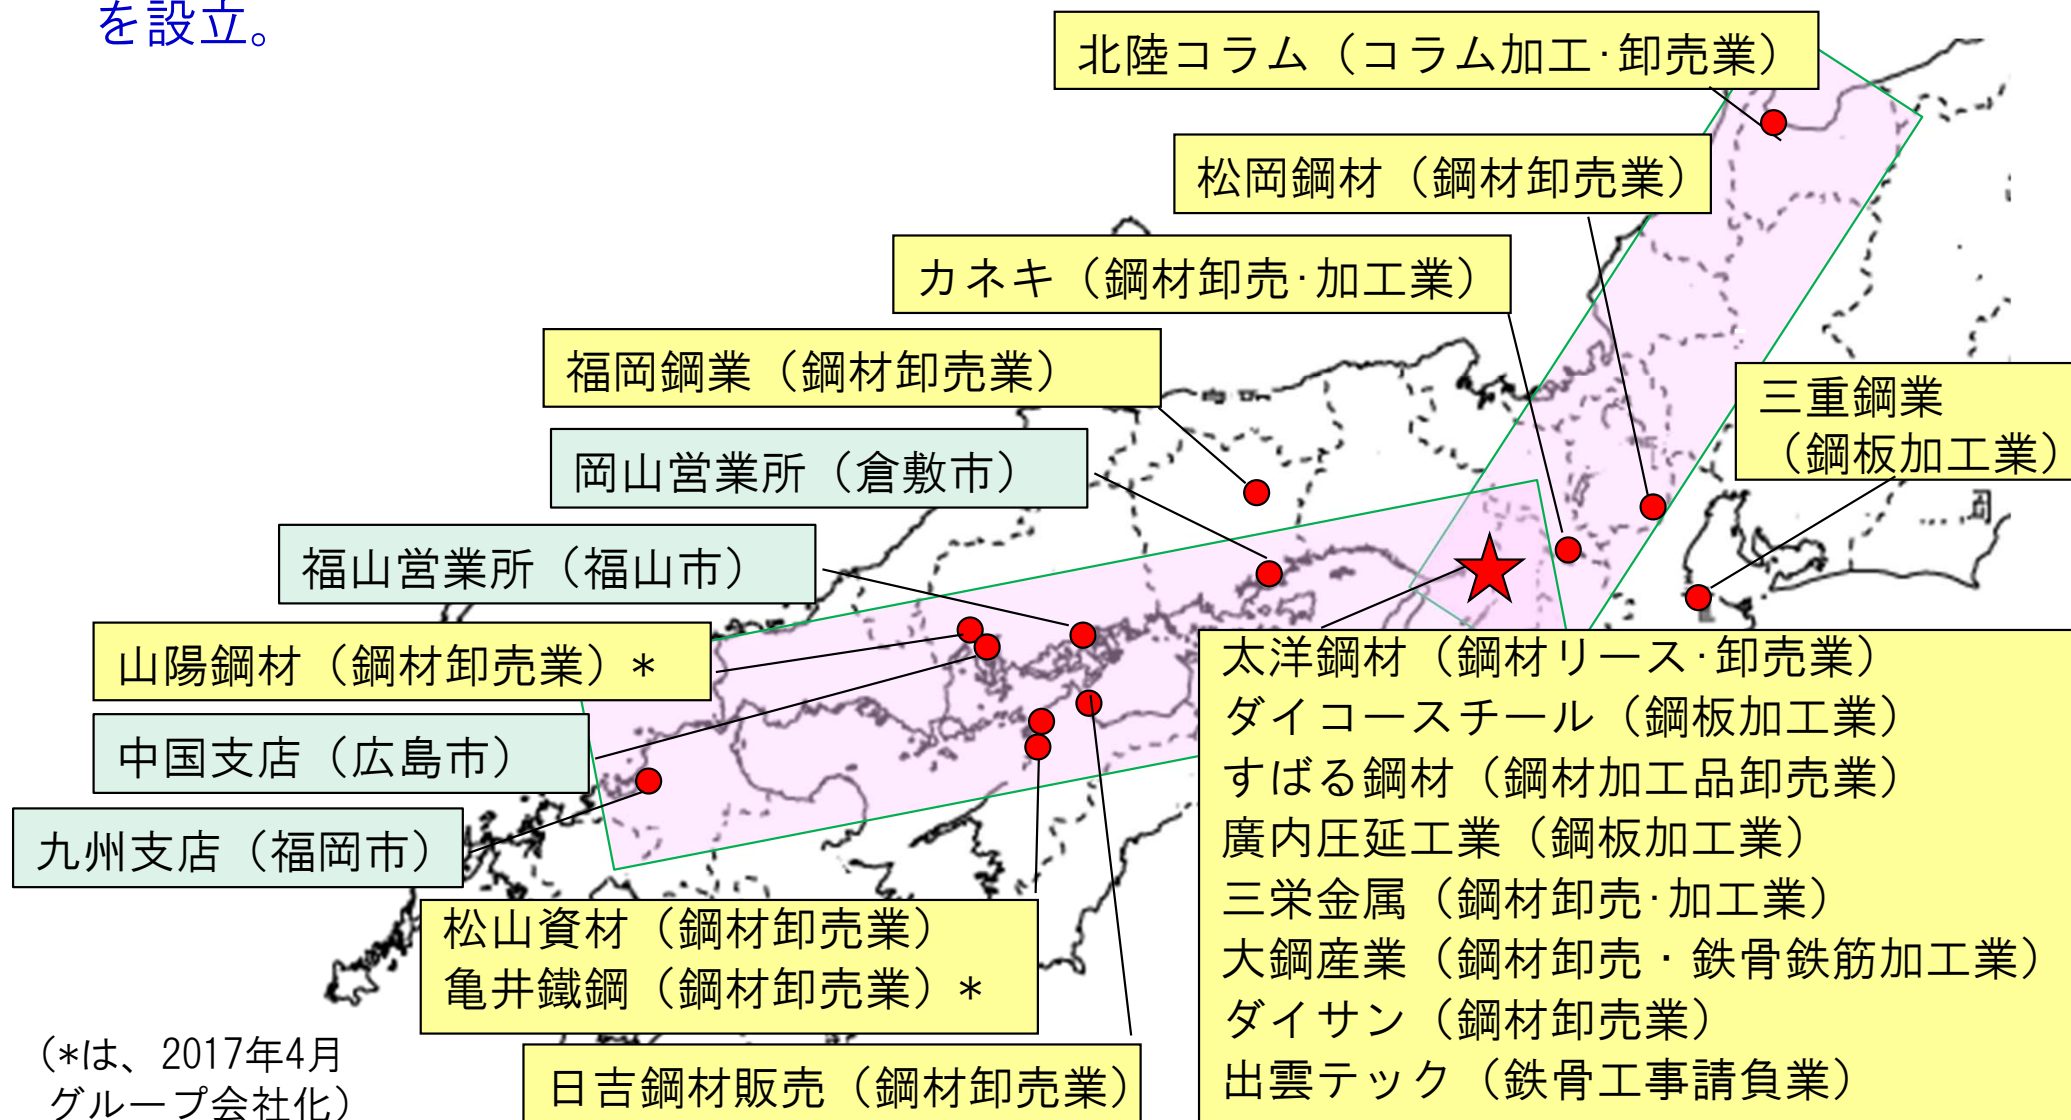 を設立。
北陸コラム（コラム加工･卸売業）
松岡鋼材（鋼材卸売業）
カネキ（鋼材卸売･加工業）
福岡鋼業（鋼材卸売業）
三重鋼業
（鋼板加工業）
岡山営業所（倉敷市）
福山営業所（福山市）
山陽鋼材（鋼材卸売業）*
中国支店（広島市）
九州支店（福岡市）
太洋鋼材（鋼材リース･卸売業）
ダイコースチール（鋼板加工業）
すばる鋼材（鋼材加工品卸売業）
廣内圧延工業（鋼板加工業）
三栄金属（鋼材卸売･加工業）
大鋼産業（鋼材卸売・鉄骨鉄筋加工業）
ダイサン（鋼材卸売業）
出雲テック（鉄骨工事請負業）
松山資材（鋼材卸売業）
亀井鐵鋼（鋼材卸売業）*
日吉鋼材販売（鋼材卸売業）
（*は、2017年4月
グループ会社化）